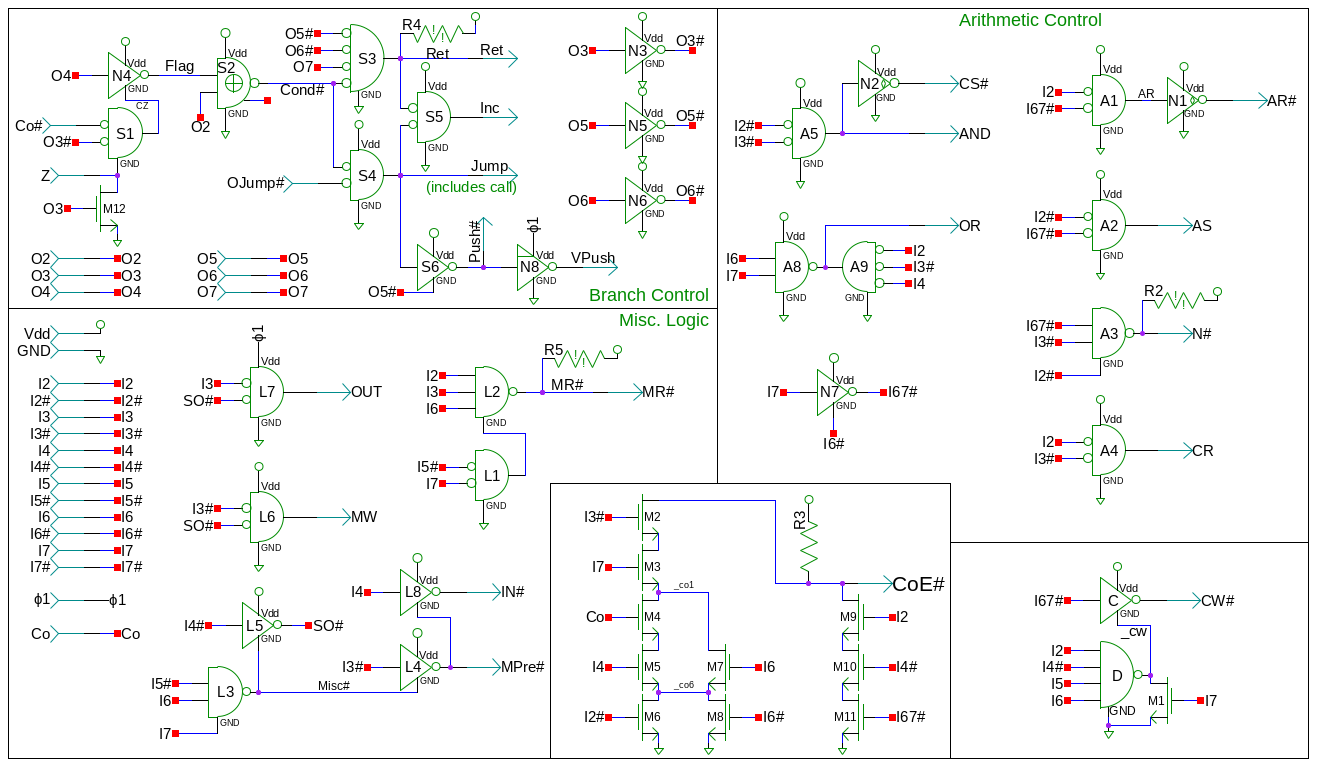 Branch Control
O4
N4
Vdd
GND
Flag
CZ
Co#
O3#
S1
GND
Z
O3
M12
S2
Vdd
GND
O2
Cond#
O5#
O6#
O7
S3
GND
R4
!
!
Ret
Ret
S5
Vdd
GND
Inc
OJump#
S4
Vdd
GND
Jump
(includes call)
O5#
S6
Vdd
GND
Push#
N8
Vdd
GND
ϕ1
VPush
O3
N3
Vdd
GND
O3#
O5
N5
Vdd
GND
O5#
O6
N6
Vdd
GND
O6#
O2
O2
O3
O3
O4
O4
O5
O5
O6
O6
O7
O7
Arithmetic Control
I2#
I3#
A5
Vdd
GND
N2
Vdd
GND
CS#
AND
I2
I67#
A1
Vdd
GND
AR
N1
Vdd
GND
AR#
I6
I7
A8
Vdd
GND
A9
GND
I2
I3#
I4
OR
I2#
I67#
A2
Vdd
GND
AS
I67#
I3#
I2#
A3
GND
R2
!
!
N#
I7
N7
Vdd
GND
I67#
I6#
I2
I3#
A4
Vdd
GND
CR
Misc. Logic
Vdd
GND
I2
I2
I2#
I2#
I3
I3
I3#
I3#
I4
I4
I4#
I4#
I5
I5
I5#
I5#
I6
I6
I6#
I6#
I7
I7
I7#
I7#
ϕ1
ϕ1
Co
Co
ϕ1
I3
SO#
L7
Vdd
GND
OUT
I3#
SO#
L6
Vdd
GND
MW
I2
I3
I6
L2
GND
R5
!
!
MR#
MR#
I5#
I7
L1
GND
I4#
L5
Vdd
GND
SO#
I4
L8
Vdd
GND
IN#
I3#
L4
Vdd
GND
MPre#
I5#
I6
I7
L3
GND
Misc#
I3#
M2
I7
M3
_co1
Co
M4
I4
M5
_co6
I2#
M6
M7
I6
M8
I6#
R3
CoE#
M9
I2
M10
I4#
M11
I67#
I67#
C
Vdd
GND
CW#
_cw
I2
I4#
I5
I6
D
GND
M1
I7